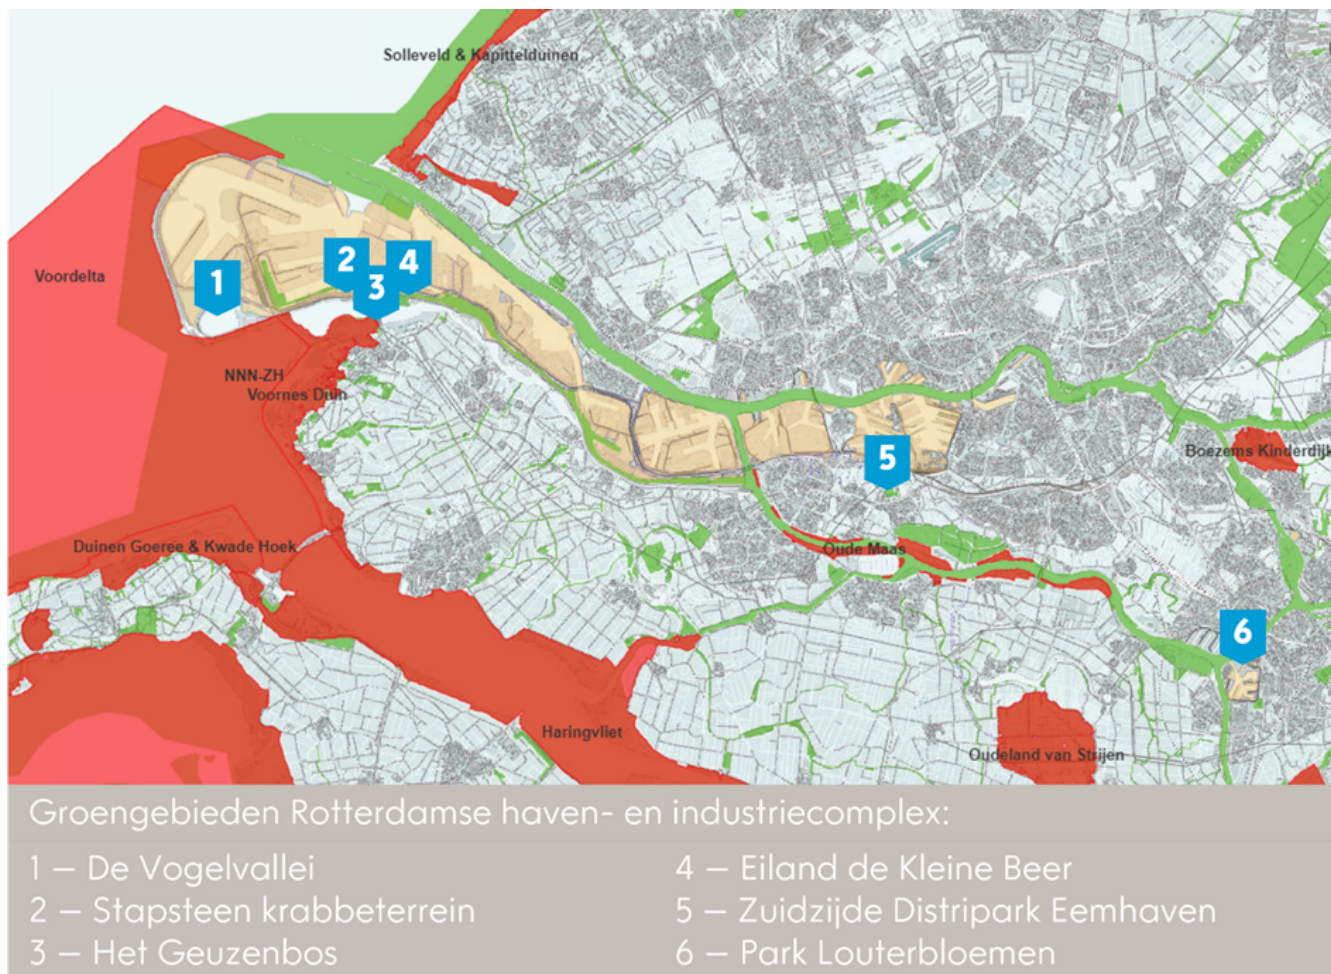 Solleveld & Kapittelduinen
Voordelta
2
4
1
3
NNN-ZH
Voornes Duin
5
Boezems Kinderdijk
Duinen Goeree & Kwade Hoek
Oude Maas
6
Haringvliet
Oudeland van Strijen
Groengebieden Rotterdamse haven- en industriecomplex:
1 – De Vogelvallei
2 – Stapsteen krabbeterrein
3 – Het Geuzenbos
4 – Eiland de Kleine Beer
5 – Zuidzijde Distripark Eemhaven
6 – Park Louterbloemen